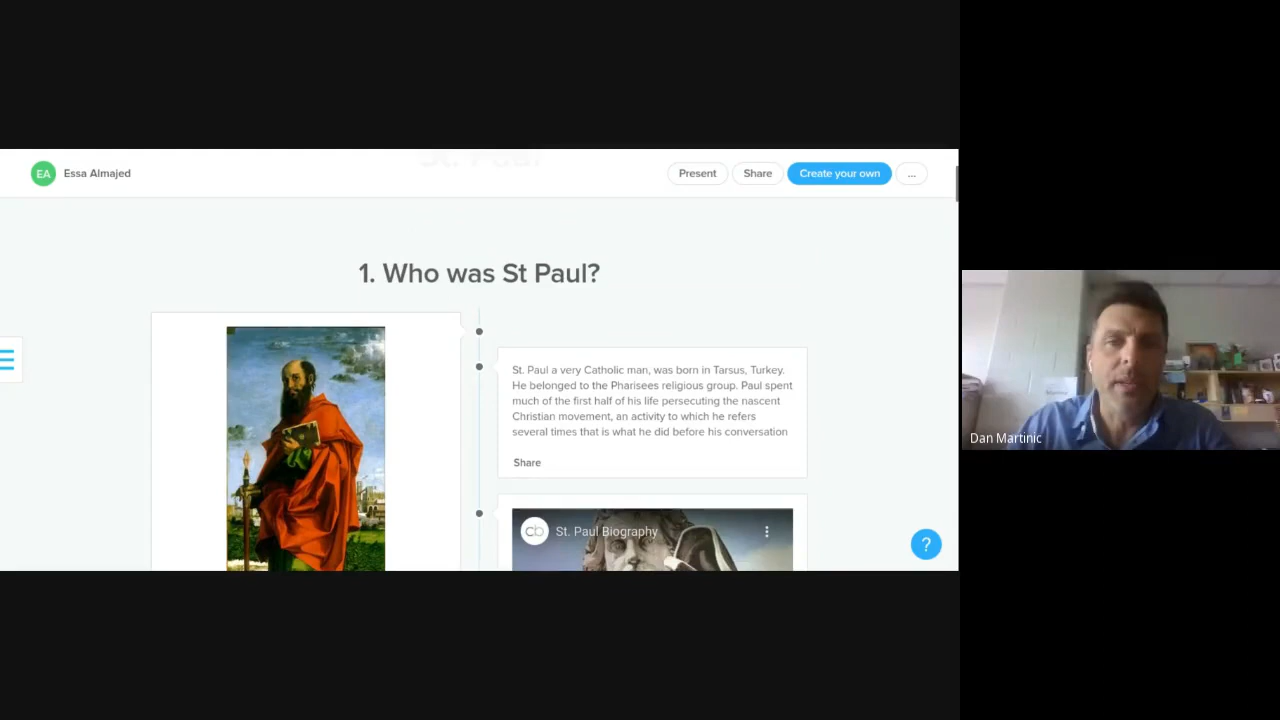 St. Paul
EA Essa Almajed
Present
Share
Create your own
...
1. Who was St Paul?
St. Paul a very Catholic man, was born in Tarsus, Turkey.
He belonged to the Pharisees religious group. Paul spent
much of the first half of his life persecuting the nascent
Christian movement, an activity to which he refers
several times that is what he did before his conversation
Share
cb St. Paul Biography
?
Dan Martinic